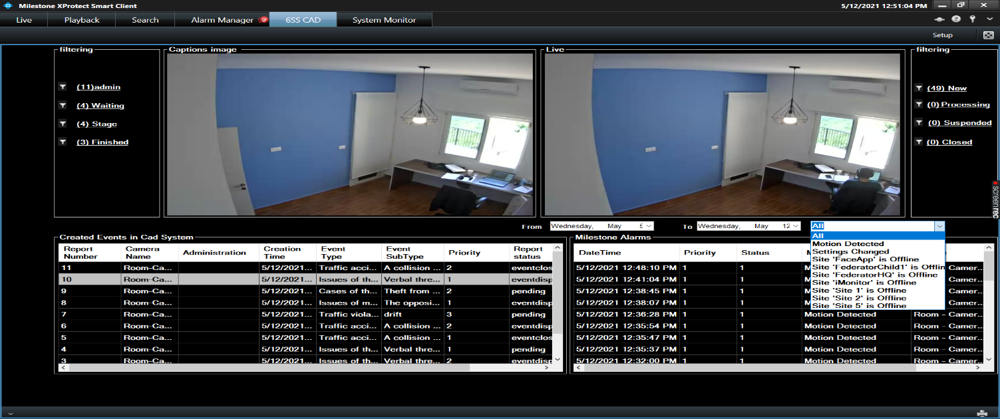 Milestone XProtect Smart Client
5/12/2021 12:51:04 PM
Live Playback Search Alarm Manager 9 6SS CAD System Monitor
Setup
filtering
(11)admin
(4) Waiting
(4) Stage
(3) Finished
Captions image
Live
filtering
(49) New
(0) Processing
(0) Suspended
(0) Closed
screenrec
From Wednesday, May 5 To Wednesday, May 12 All
All
Motion Detected
Settings Changed
Site 'FaceApp' is Offline
Site 'FederatorChild1' is Offlin
Site 'FederatorHQ' is Offline
Site 'iMonitor' is Offline
Site 'Site 1' is Offline
Site 'Site 2' is Offline
Site 'Site 5' is Offline
Created Events in Cad System
Report Number Camera Name Administration Creation Time Event Type Event SubType Priority Report status
11 Room-Ca... 5/12/2021... Traffic acci... A collision ... 2 eventclos
10 Room-Ca... 5/12/2021... Issues of th... Verbal thre... 1 eventdisp
9 Room-Ca... 5/12/2021... Cases of th... Theft from ... 2 pending
8 Room-Ca... 5/12/2021... Issues of m... The opposi... 1 eventdisp
7 Room-Ca... 5/12/2021... Traffic viola... drift 3 pending
6 Room-Ca... 5/12/2021... Traffic acci... A collision ... 2 eventdisp
5 Room-Ca... 5/12/2021... Traffic acci... A collision ... 1 eventclos
4 Room-Ca... 5/12/2021... Issues of th... Verbal thre... 1 pending
3 Room-Ca... 5/12/2021... Issues of th... Verbal thre... 2 eventdisp
Milestone Alarms
DateTime Priority Status
5/12/2021 12:48:10 PM 1 1 M Camer...
5/12/2021 12:41:04 PM 1 1 M Camer...
5/12/2021 12:38:45 PM 1 1 M Camer...
5/12/2021 12:38:07 PM 1 1 M Camer...
5/12/2021 12:36:28 PM 1 1 Motion Detected Room - Camer...
5/12/2021 12:35:54 PM 1 1 Motion Detected Room - Camer...
5/12/2021 12:35:47 PM 1 1 Motion Detected Room - Camer...
5/12/2021 12:35:37 PM 1 1 Motion Detected Room - Camer...
5/12/2021 12:32:00 PM 1 1 Motion Detected Room - Camer...